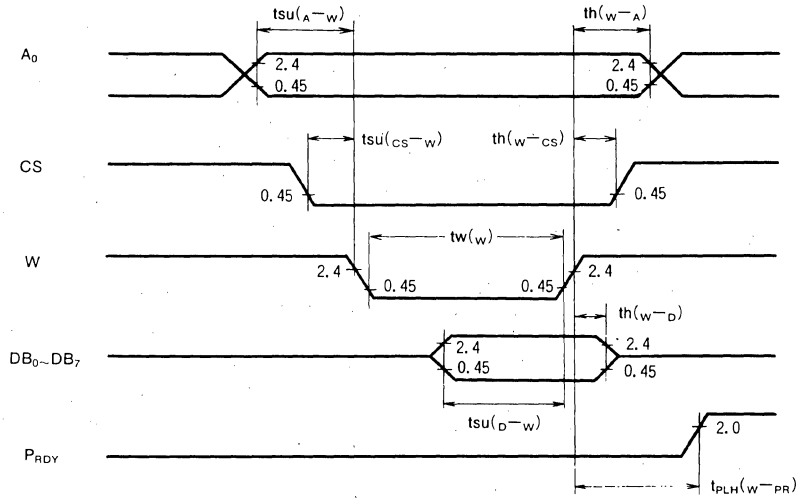 tsu(A−W) th(W−A)
A0 2.4 2.4
0.45 0.45
tsu(CS−W) th(W−CS)
CS
0.45 0.45
tw(W)
W 2.4 2.4
0.45 0.45
th(W−D)
2.4 2.4
DB0~DB7
0.45 0.45
tsu(D−W)
2.0
PRDY
tPLH(W−PR)